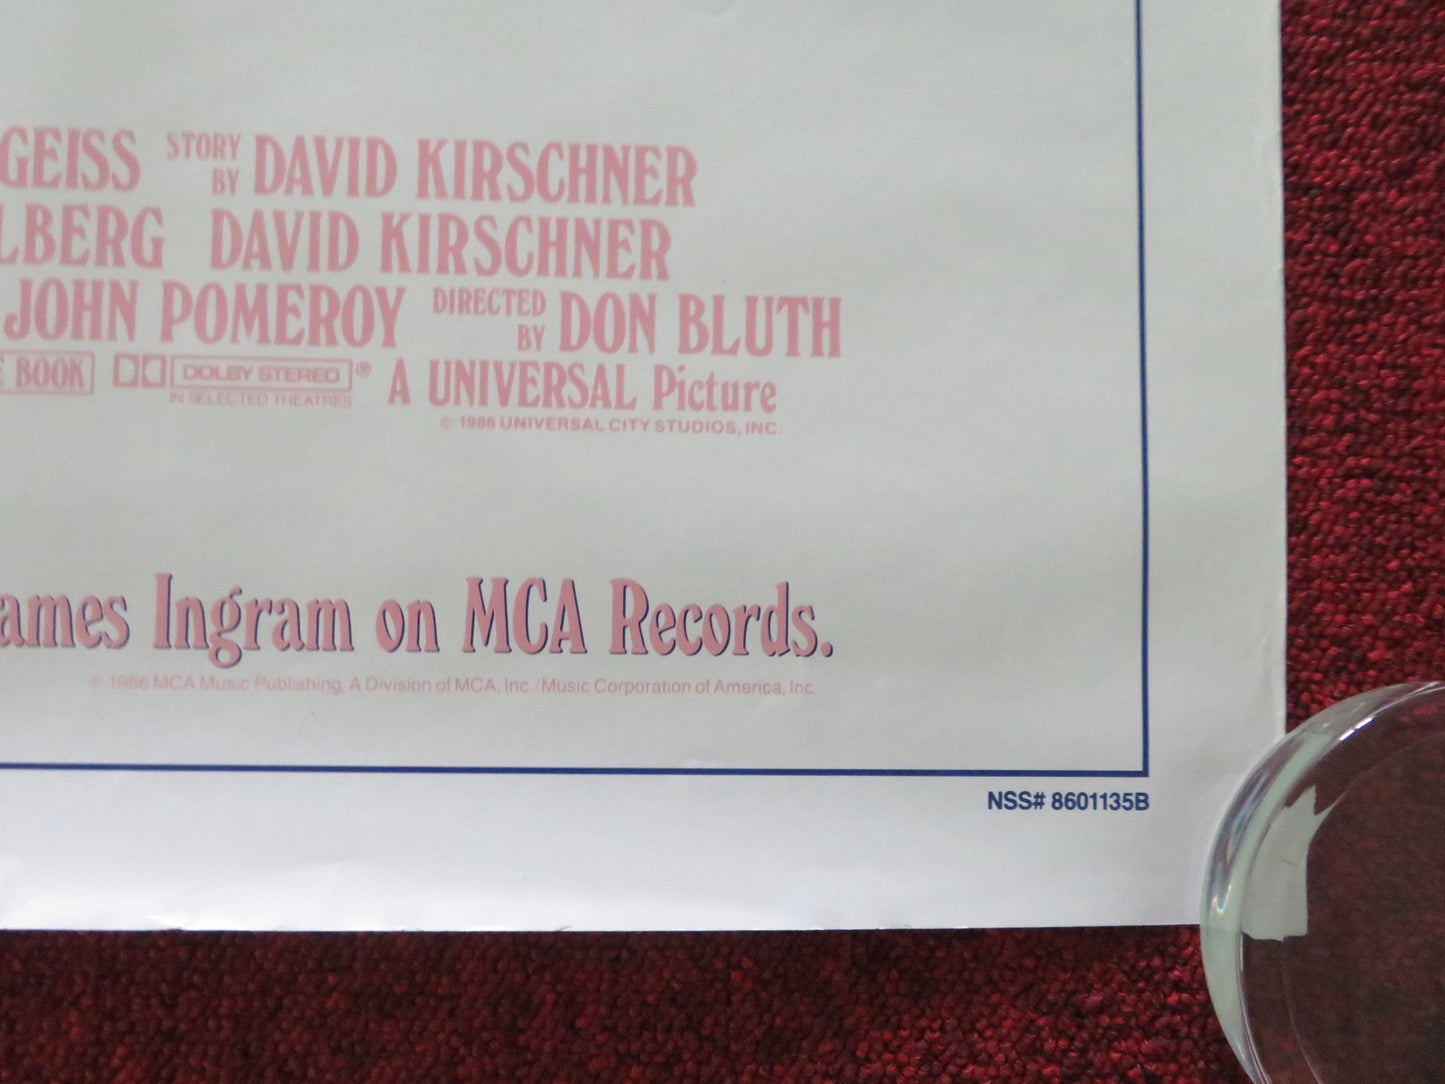 GEISS STORY BY DAVID KIRSCHNER
LBERG DAVID KIRSCHNER
JOHN POMEROY DIRECTED BY DON BLUTH
E BOOK DOLBY STEREO ® A UNIVERSAL Picture
IN SELECTED THEATRES
© 1986 UNIVERSAL CITY STUDIOS, INC.
ames Ingram on MCA Records.
© 1986 MCA Music Publishing, A Division of MCA, Inc./Music Corporation of America, Inc.
NSS# 8601135B